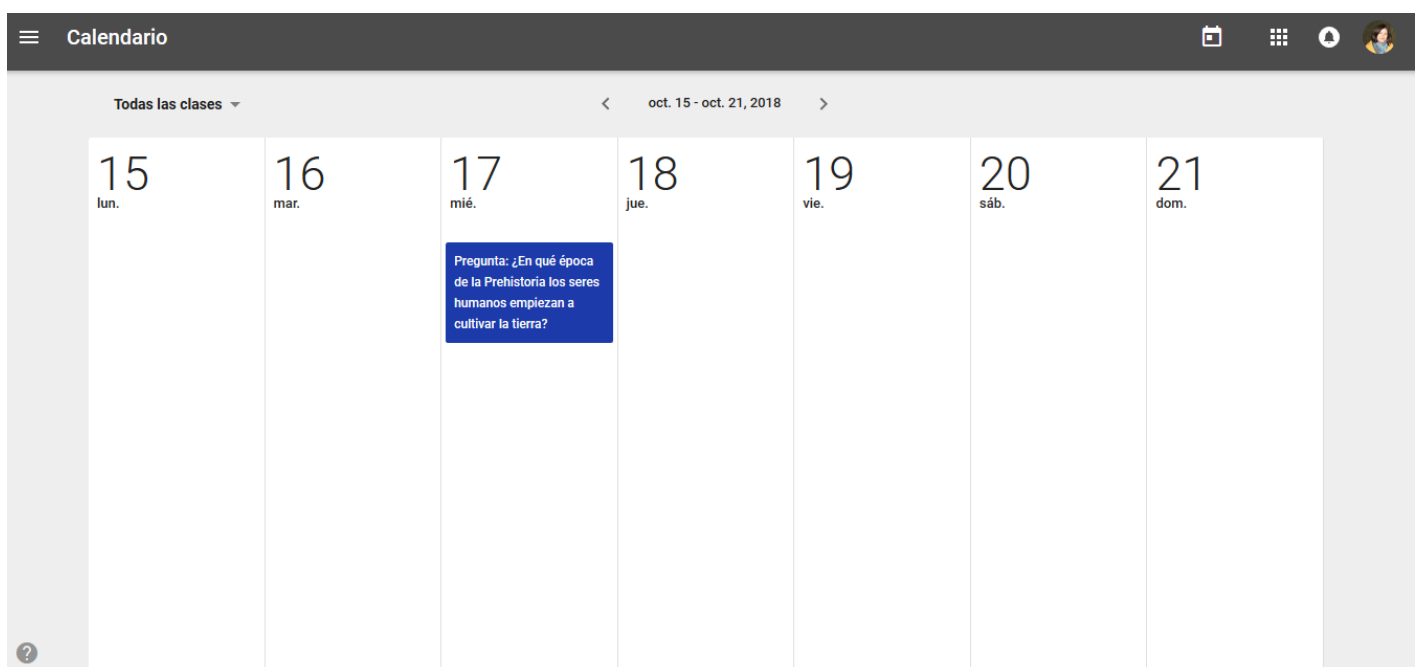 Calendario
Todas las clases
oct. 15 - oct. 21, 2018
15
lun.
16
mar.
17
mié.
18
jue.
19
vie.
20
sáb.
21
dom.
Pregunta: ¿En qué época
de la Prehistoria los seres
humanos empiezan a
cultivar la tierra?
?